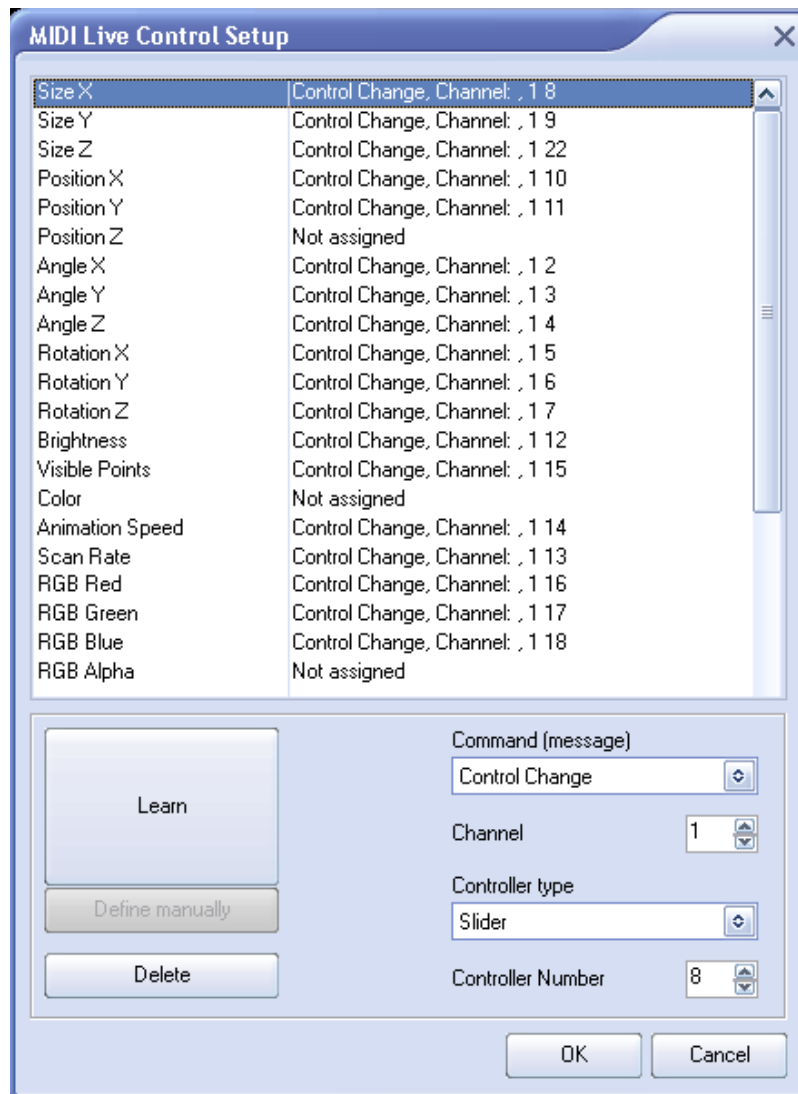 MIDI Live Control Setup
Size X Control Change, Channel: , 1 8
Size Y Control Change, Channel: , 1 9
Size Z Control Change, Channel: , 1 22
Position X Control Change, Channel: , 1 10
Position Y Control Change, Channel: , 1 11
Position Z Not assigned
Angle X Control Change, Channel: , 1 2
Angle Y Control Change, Channel: , 1 3
Angle Z Control Change, Channel: , 1 4
Rotation X Control Change, Channel: , 1 5
Rotation Y Control Change, Channel: , 1 6
Rotation Z Control Change, Channel: , 1 7
Brightness Control Change, Channel: , 1 12
Visible Points Control Change, Channel: , 1 15
Color Not assigned
Animation Speed Control Change, Channel: , 1 14
Scan Rate Control Change, Channel: , 1 13
RGB Red Control Change, Channel: , 1 16
RGB Green Control Change, Channel: , 1 17
RGB Blue Control Change, Channel: , 1 18
RGB Alpha Not assigned
Command (message)
Control Change
Learn
Channel 1
Controller type
Define manually
Slider
Delete
Controller Number 8
OK Cancel